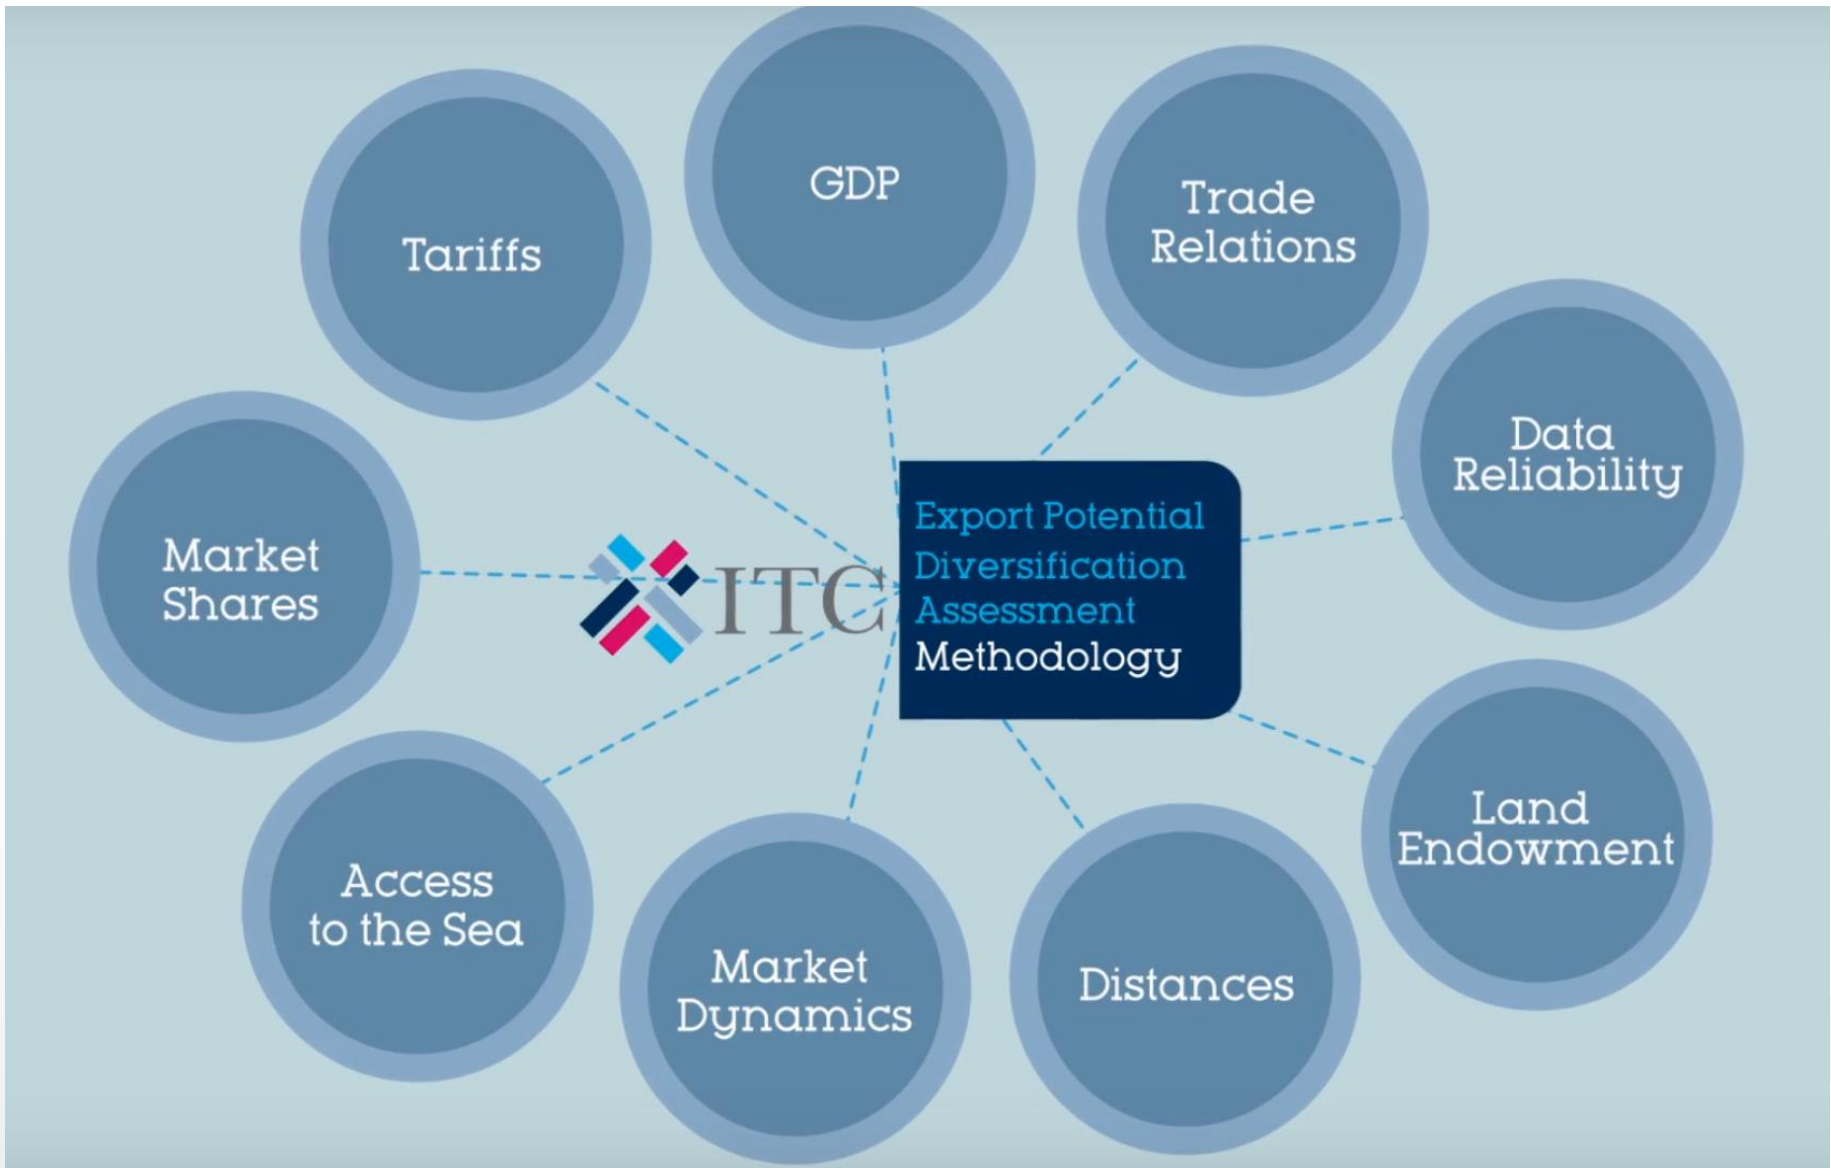 GDP
Tariffs
Trade
Relations
Data
Reliability
Market
Shares
ITC
Export Potential
Diversification
Assessment
Methodology
Land
Endowment
Access
to the Sea
Market
Dynamics
Distances